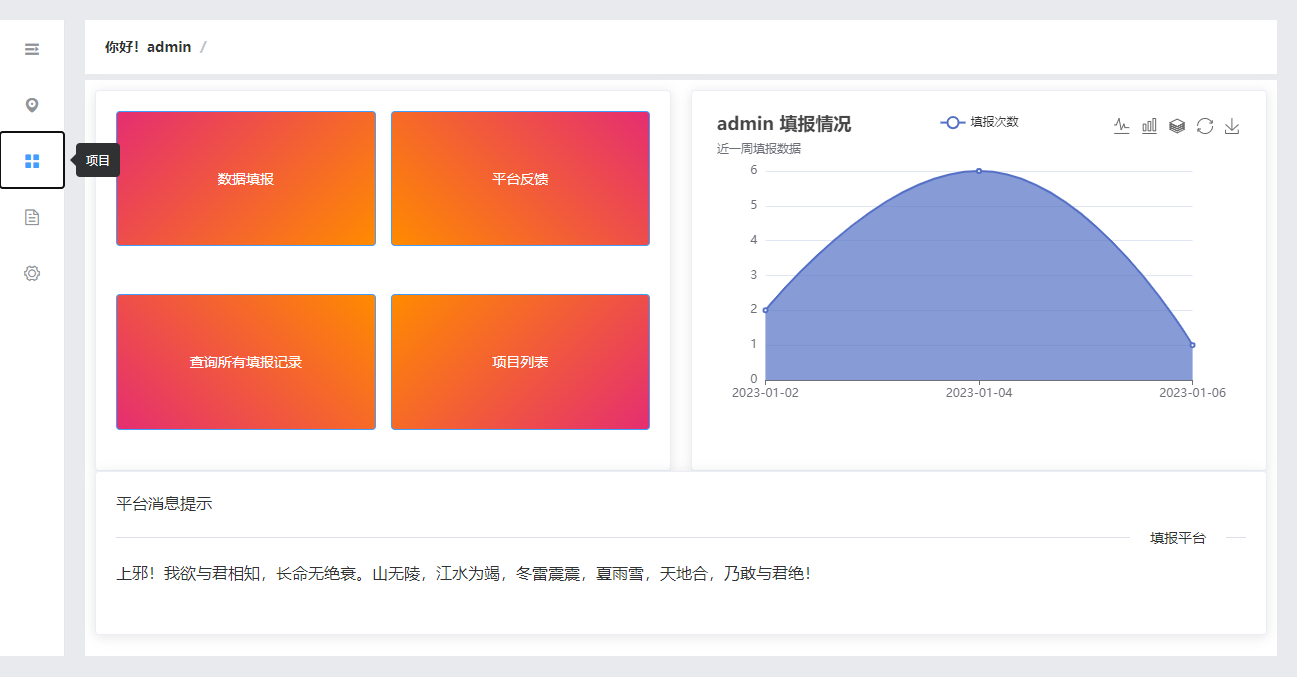 你好！admin /
项目
数据填报
平台反馈
查询所有填报记录
项目列表
admin 填报情况
填报次数
近一周填报数据
6
5
4
3
2
1
0
2023-01-02
2023-01-04
2023-01-06
平台消息提示
填报平台
上邪！我欲与君相知，长命无绝衰。山无陵，江水为竭，冬雷震震，夏雨雪，天地合，乃敢与君绝！